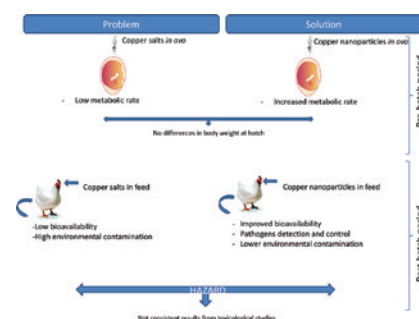 Problem
Solution
Copper salts in ovo
Copper nanoparticles in ovo
- Low metabolic rate
- Increased metabolic rate
No differences in body weight at hatch
Pre hatch period
Copper salts in feed
Copper nanoparticles in feed
-Low bioavailability
-High environmental contamination
- Improved bioavailability
- Pathogens detection and control
- Lower environmental contamination
Post hatch period
HAZARD
Not consistent results from toxicological studies